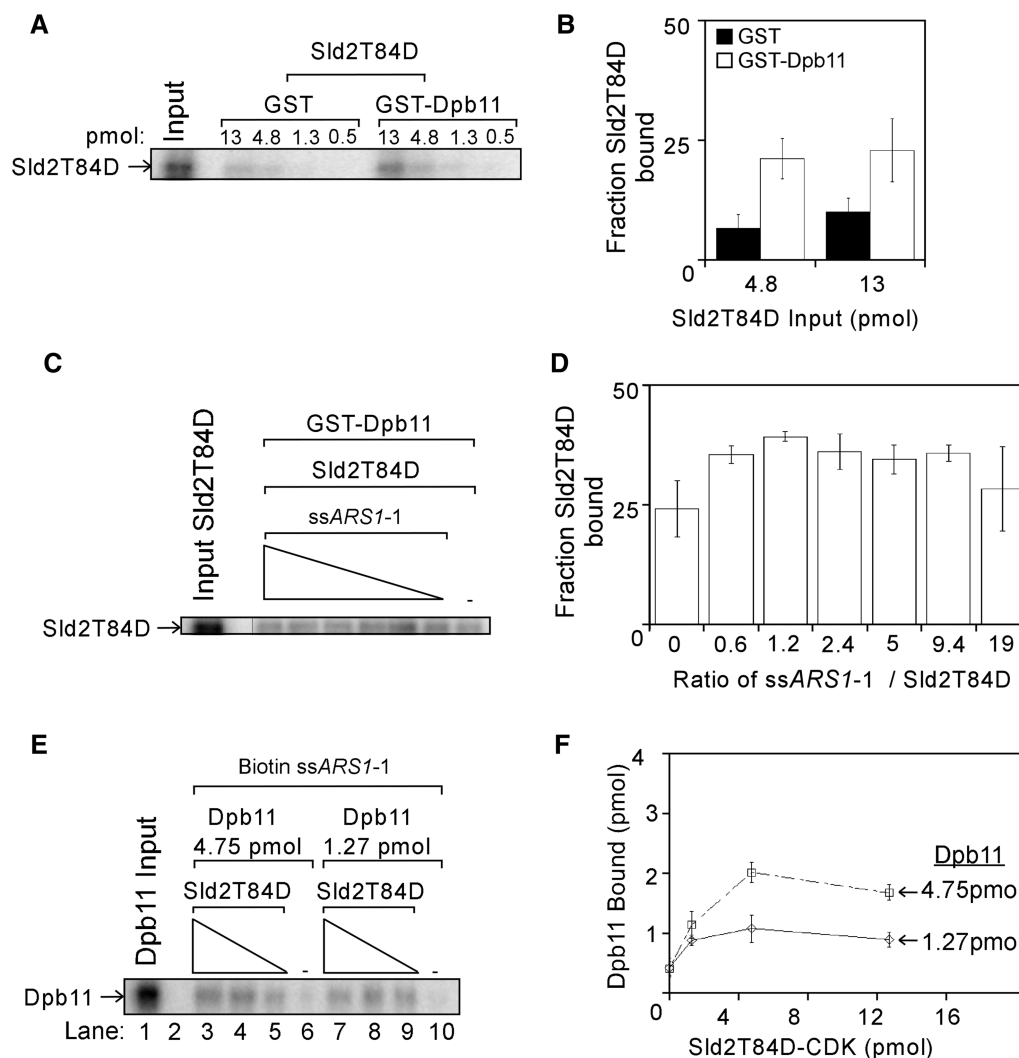 A
Sld2T84D
GST GST-Dpb11
pmol: 13 4.8 1.3 0.5 13 4.8 1.3 0.5
Input
Sld2T84D
B
50
25
0
Fraction Sld2T84D
bound
GST
GST-Dpb11
4.8 13
Sld2T84D Input (pmol)
C
Input Sld2T84D
GST-Dpb11
Sld2T84D
ssARS1-1
-
Sld2T84D
D
50
25
0
Fraction Sld2T84D
bound
0 0.6 1.2 2.4 5 9.4 19
Ratio of ssARS1-1 / Sld2T84D
E
Dpb11 Input
Biotin ssARS1-1
Dpb11 Dpb11
4.75 pmol 1.27 pmol
Sld2T84D Sld2T84D
- -
Dpb11
Lane: 1 2 3 4 5 6 7 8 9 10
F
4
3
2
1
0
Dpb11 Bound (pmol)
Dpb11
4.75pmo
1.27pmo
0 4 8 12 16
Sld2T84D-CDK (pmol)